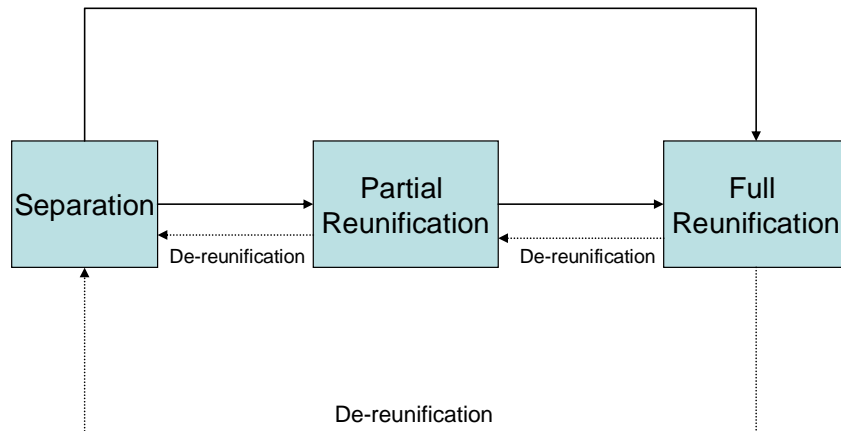 Separation
Partial
Reunification
Full
Reunification
De-reunification
De-reunification
De-reunification